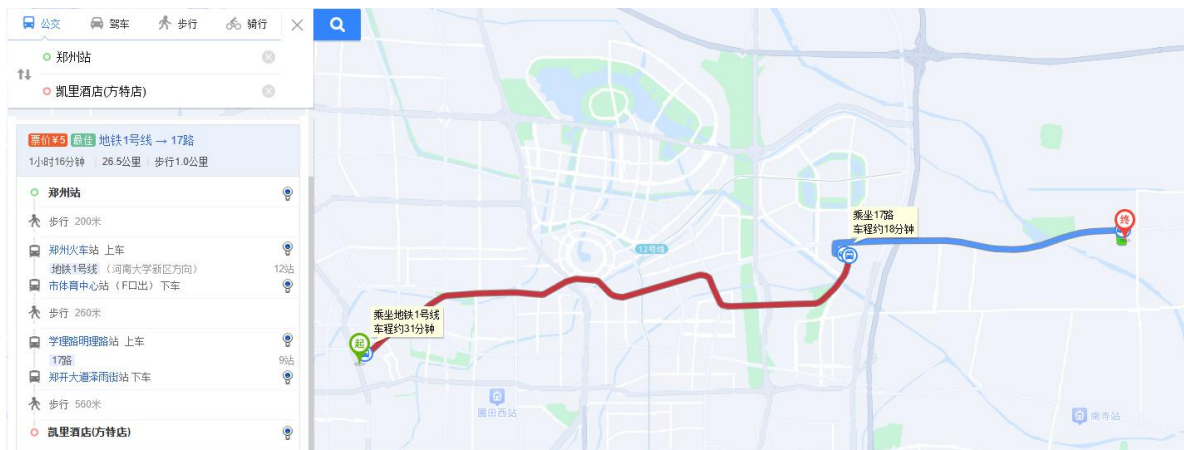 公交
驾车
步行
骑行
郑州站
凯里酒店(方特店)
票价¥5 最佳 地铁1号线 → 17路
1小时16分钟 | 26.5公里 | 步行1.0公里
郑州站
步行 200米
郑州火车站 上车
地铁1号线 (河南大学新区方向) 12站
市体育中心站 (F口出) 下车
步行 260米
学理路明理路站 上车
17路 9站
郑开大道泽雨街站 下车
步行 560米
凯里酒店(方特店)
乘坐17路
车程约18分钟
终
12号线
乘坐地铁1号线
车程约31分钟
起
圃田西站
南寺站